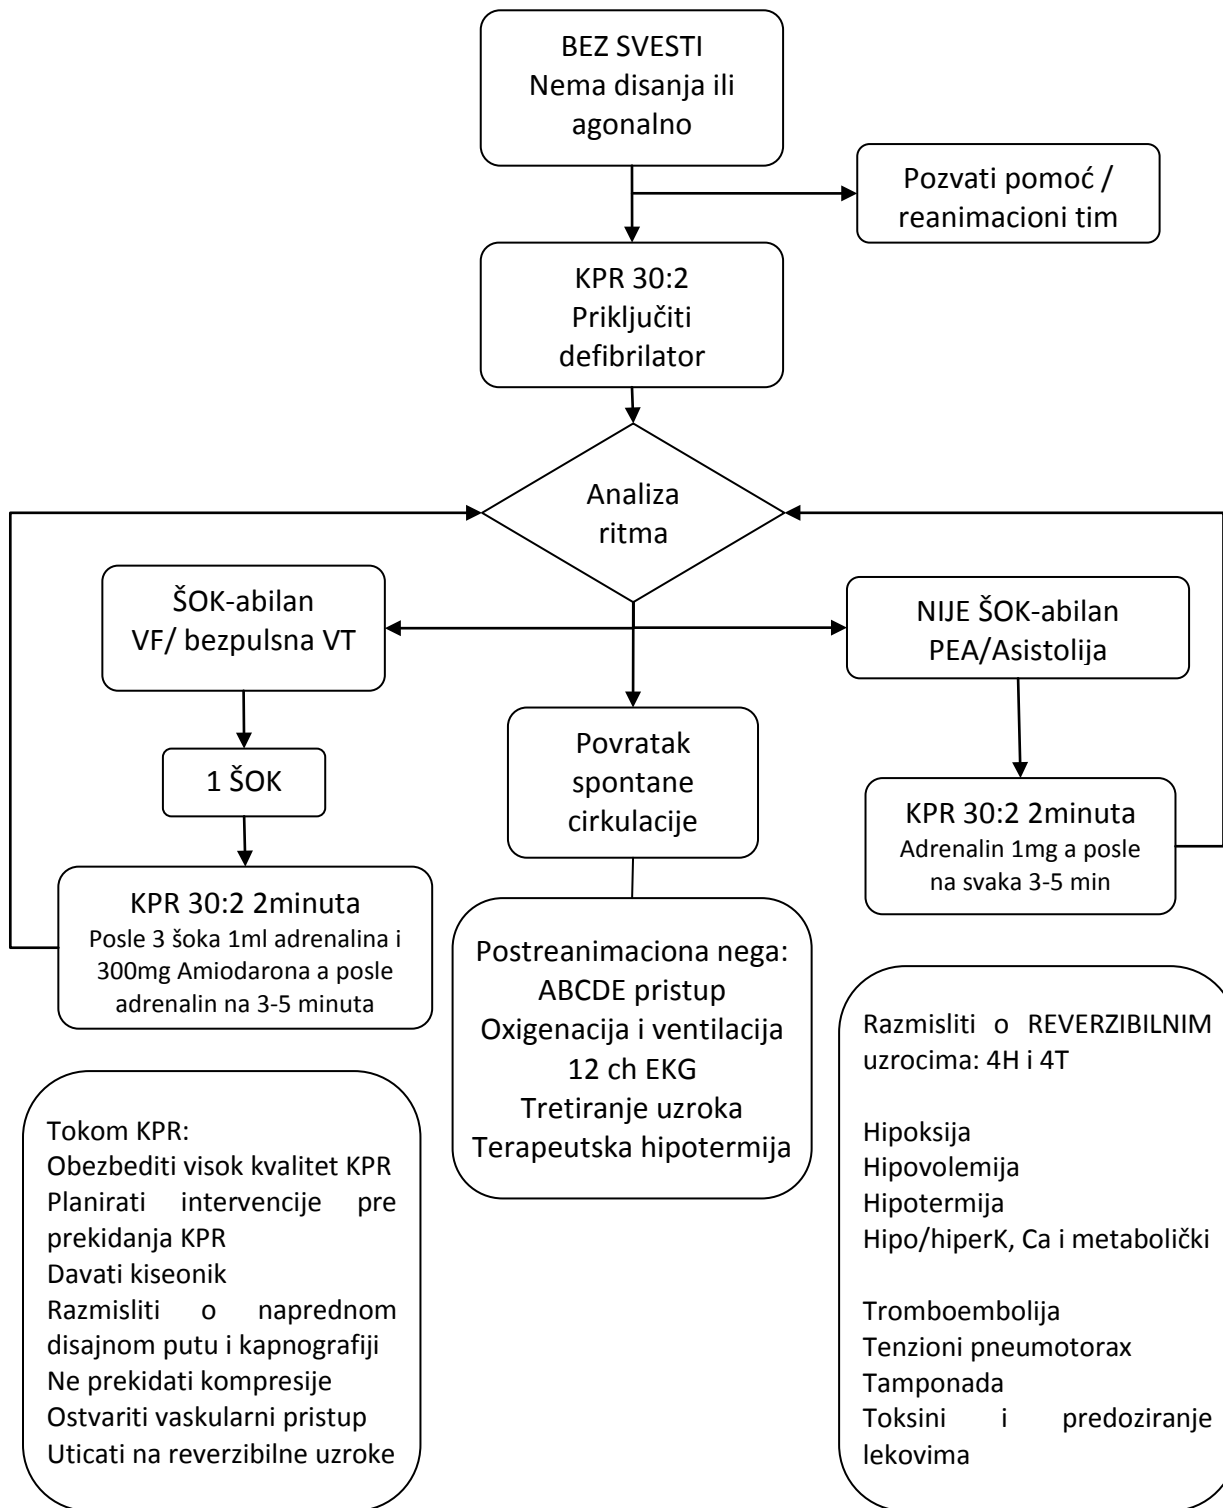 BEZ SVESTI
Nema disanja ili
agonalno
Pozvati pomoć /
reanimacioni tim
KPR 30:2
Priključiti
defibrilator
Analiza
ritma
ŠOK-abilan
VF/ bezpulsna VT
NIJE ŠOK-abilan
PEA/Asistolija
1 ŠOK
Povratak
spontane
cirkulacije
KPR 30:2 2minuta
Adrenalin 1mg a posle
na svaka 3-5 min
KPR 30:2 2minuta
Posle 3 šoka 1ml adrenalina i
300mg Amiodarona a posle
adrenalin na 3-5 minuta
Postreanimaciona nega:
ABCDE pristup
Oxigenacija i ventilacija
12 ch EKG
Tretiranje uzroka
Terapeutska hipotermija
Tokom KPR:
Obezbediti visok kvalitet KPR
Planirati intervencije pre
prekidanja KPR
Davati kiseonik
Razmisliti o naprednom
disajnom putu i kapnografiji
Ne prekidati kompresije
Ostvariti vaskularni pristup
Uticati na reverzibilne uzroke
Razmisliti o REVERZIBILNIM
uzrocima: 4H i 4T
Hipoksija
Hipovolemija
Hipotermija
Hipo/hiperK, Ca i metabolički
Tromboembolija
Tenzioni pneumotorax
Tamponada
Toksini i predoziranje
lekovima